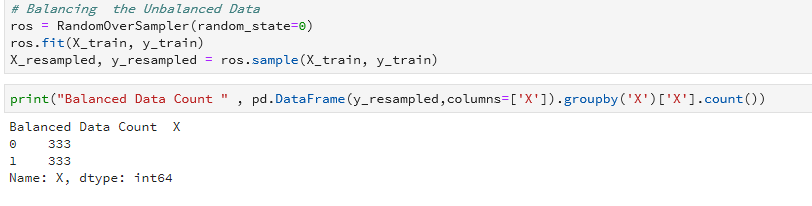 # Balancing  the Unbalanced Data
ros = RandomOverSampler(random_state=0)
ros.fit(X_train, y_train)
X_resampled, y_resampled = ros.sample(X_train, y_train)
print("Balanced Data Count " , pd.DataFrame(y_resampled,columns=['X']).groupby('X')['X'].count())
Balanced Data Count  X
0    333
1    333
Name: X, dtype: int64